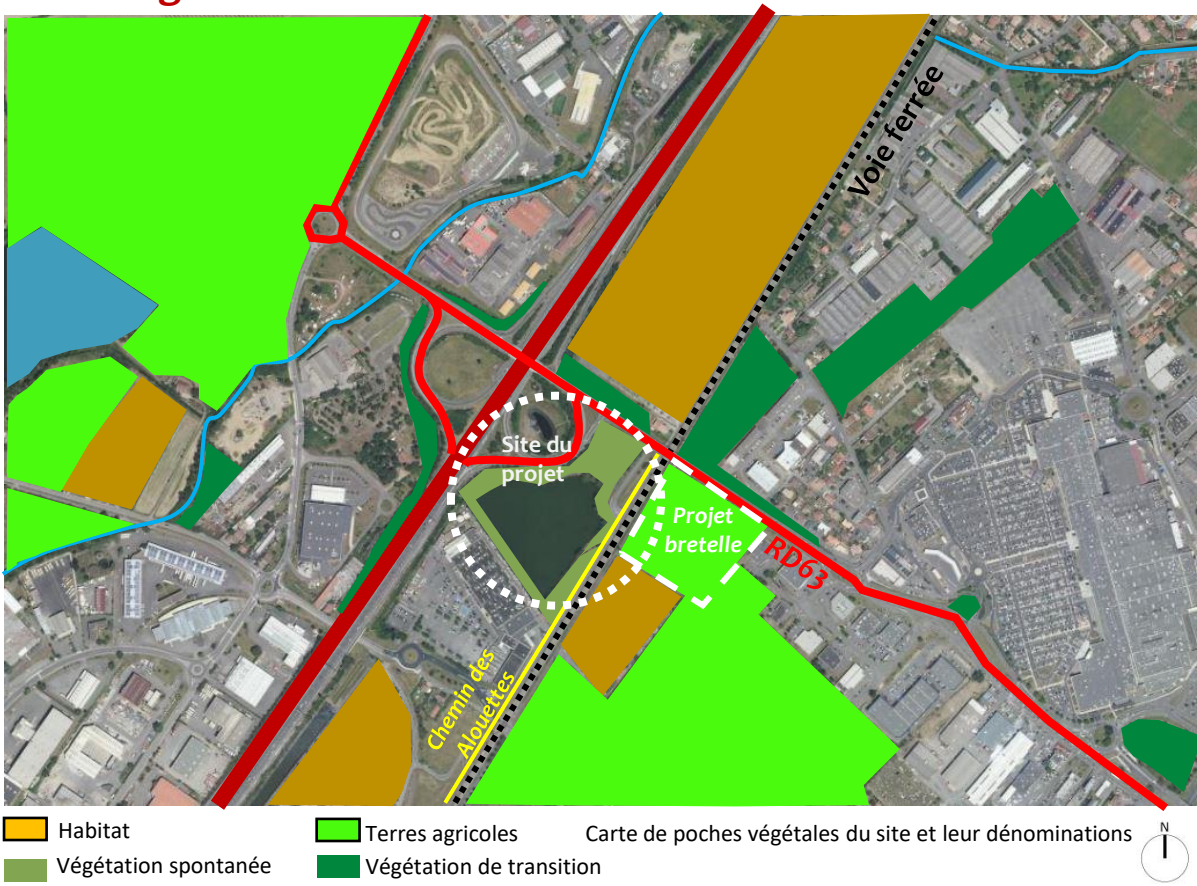 Voie ferrée
Site du
projet
Projet
bretelle
RD63
Chemin des
Alouettes
Habitat
Terres agricoles
Carte de poches végétales du site et leur dénominations
N
Végétation spontanée
Végétation de transition